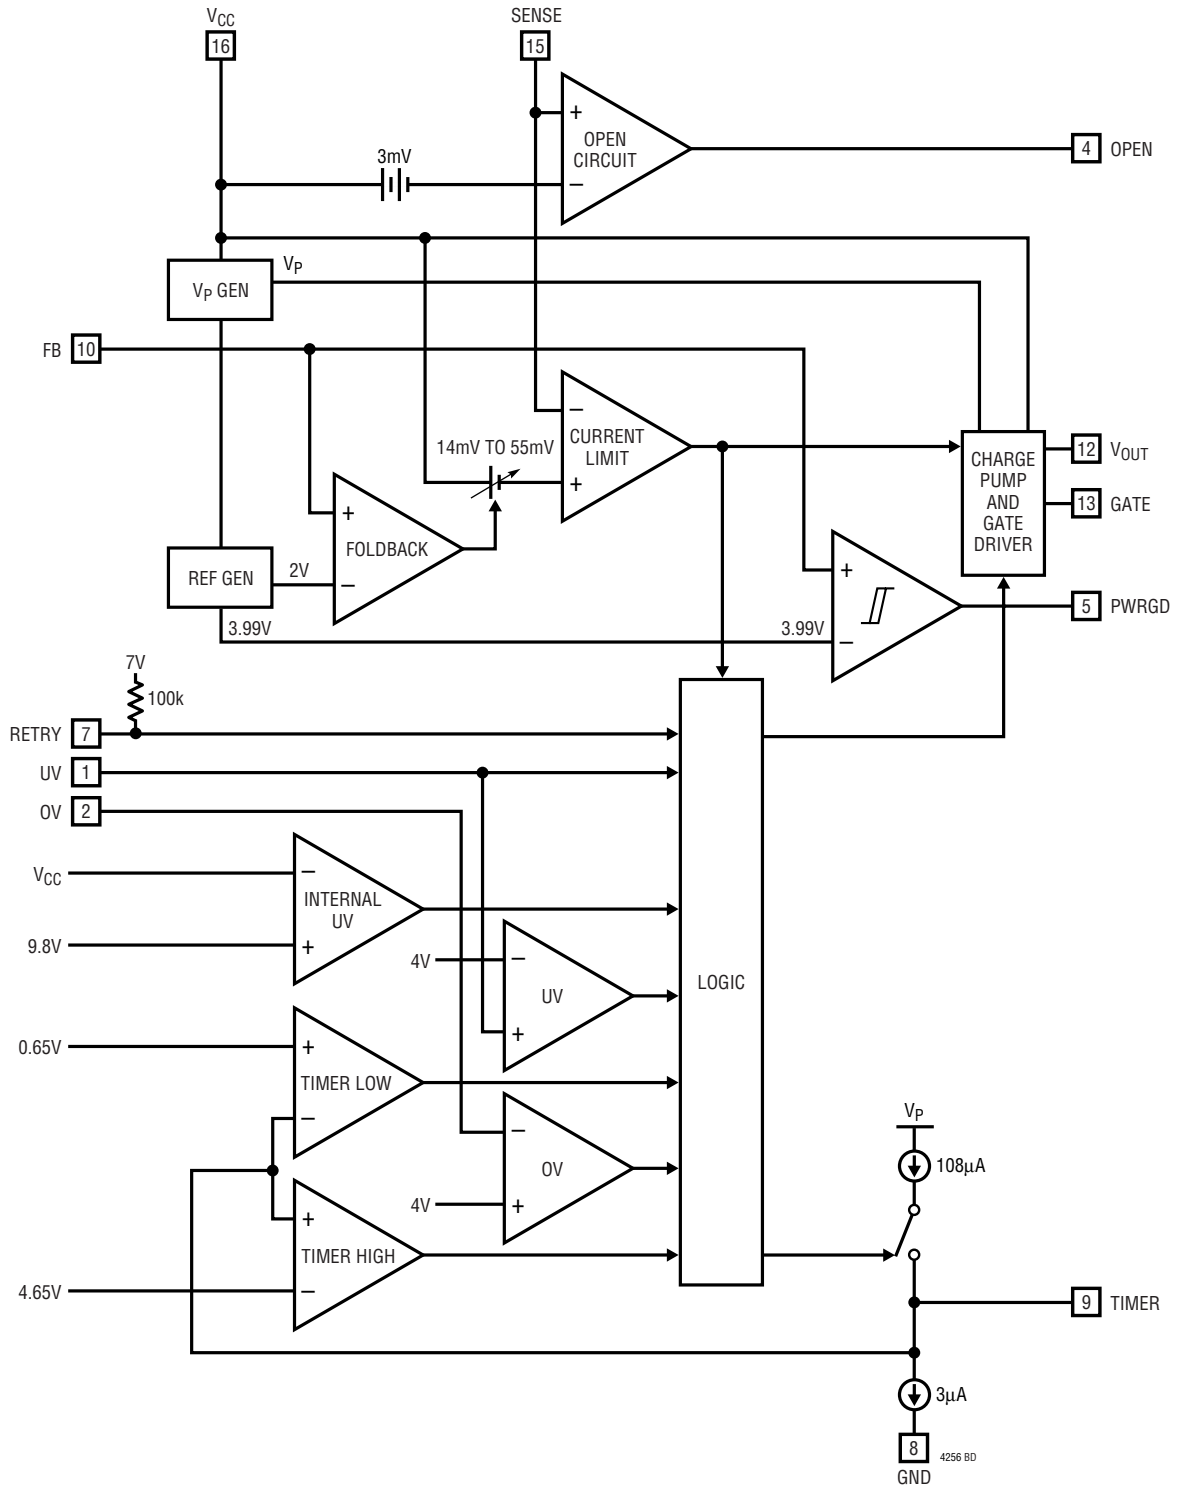 VCC
16
SENSE
15
+
OPEN
CIRCUIT
−
3mV
4
OPEN
VP GEN
VP
FB
10
14mV TO 55mV
−
CURRENT
LIMIT
+
CHARGE
PUMP
AND
GATE
DRIVER
12
VOUT
13
GATE
+
FOLDBACK
−
REF GEN
2V
3.99V
3.99V
+
−
5
PWRGD
7V
100k
RETRY
7
UV
1
OV
2
VCC
−
INTERNAL
UV
+
9.8V
4V
−
UV
+
LOGIC
0.65V
+
TIMER LOW
−
−
OV
4V
+
+
TIMER HIGH
−
4.65V
VP
108µA
9
TIMER
3µA
8
GND
4256 BD